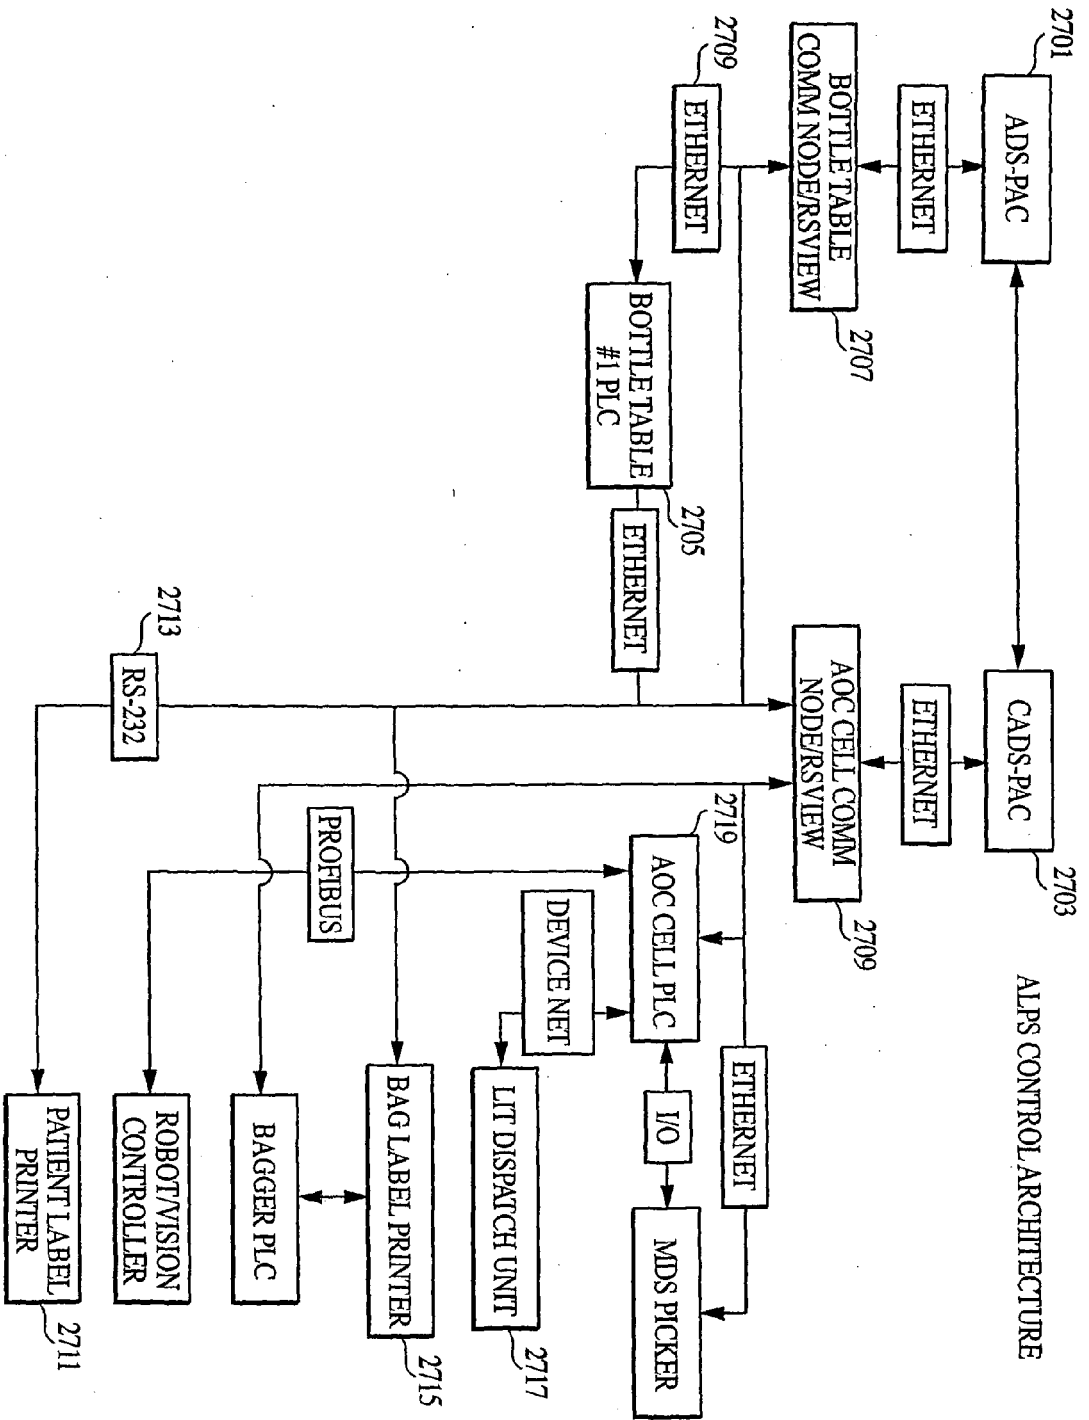 ALPS CONTROL ARCHITECTURE
2701
ADS-PAC
CADS-PAC
2703
ETHERNET
ETHERNET
BOTTLE TABLE
COMM NODE/RSVIEW
2707
AOC CELL COMM
NODE/RSVIEW
2709
2709
ETHERNET
BOTTLE TABLE
#1 PLC
2705
ETHERNET
2719
AOC CELL PLC
ETHERNET
I/O
MDS PICKER
DEVICE NET
LIT DISPATCH UNIT
2717
PROFIBUS
BAG LABEL PRINTER
2715
BAGGER PLC
ROBOT/VISION
CONTROLLER
2713
RS-232
PATIENT LABEL
PRINTER
2711